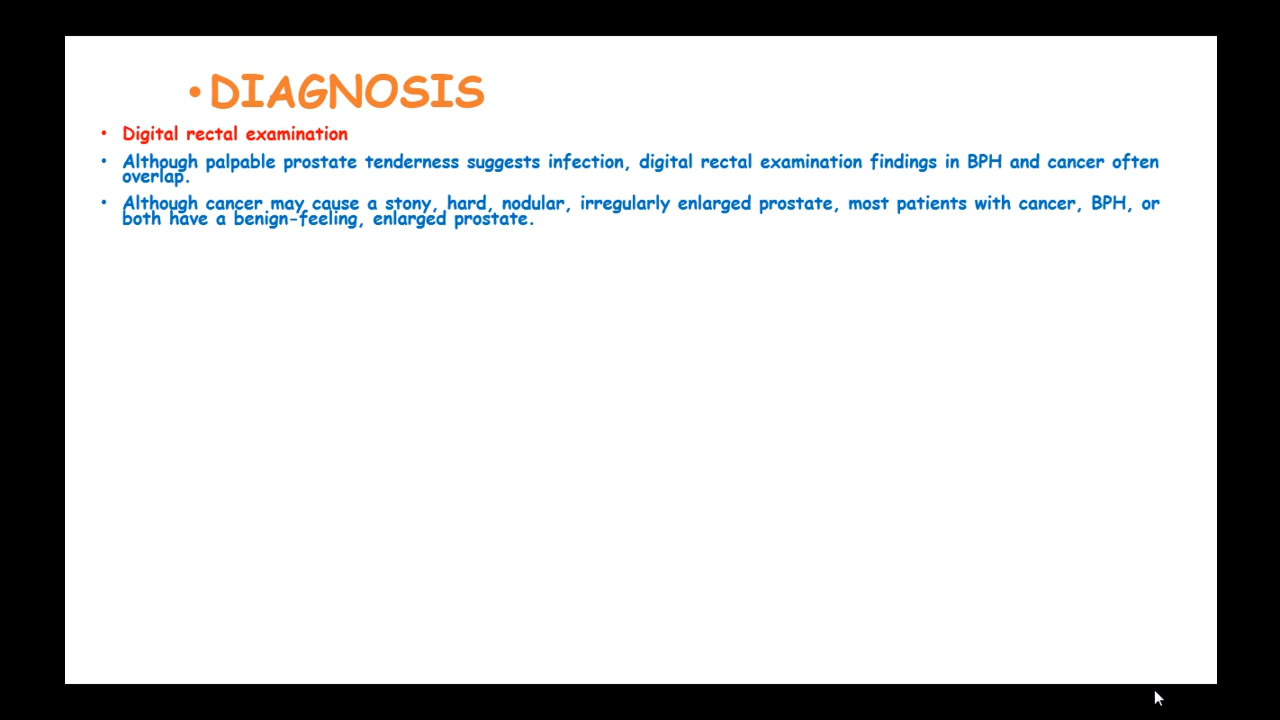 • DIAGNOSIS
• Digital rectal examination
• Although palpable prostate tenderness suggests infection, digital rectal examination findings in BPH and cancer often
overlap.
• Although cancer may cause a stony, hard, nodular, irregularly enlarged prostate, most patients with cancer, BPH, or
both have a benign-feeling, enlarged prostate.